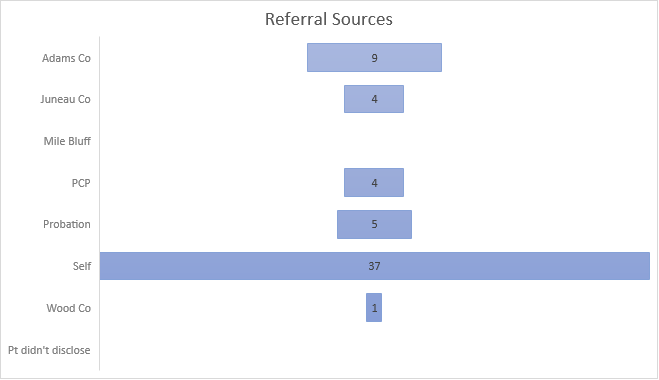 Referral Sources
Adams Co 9
Juneau Co 4
Mile Bluff
PCP 4
Probation 5
Self 37
Wood Co 1
Pt didn't disclose